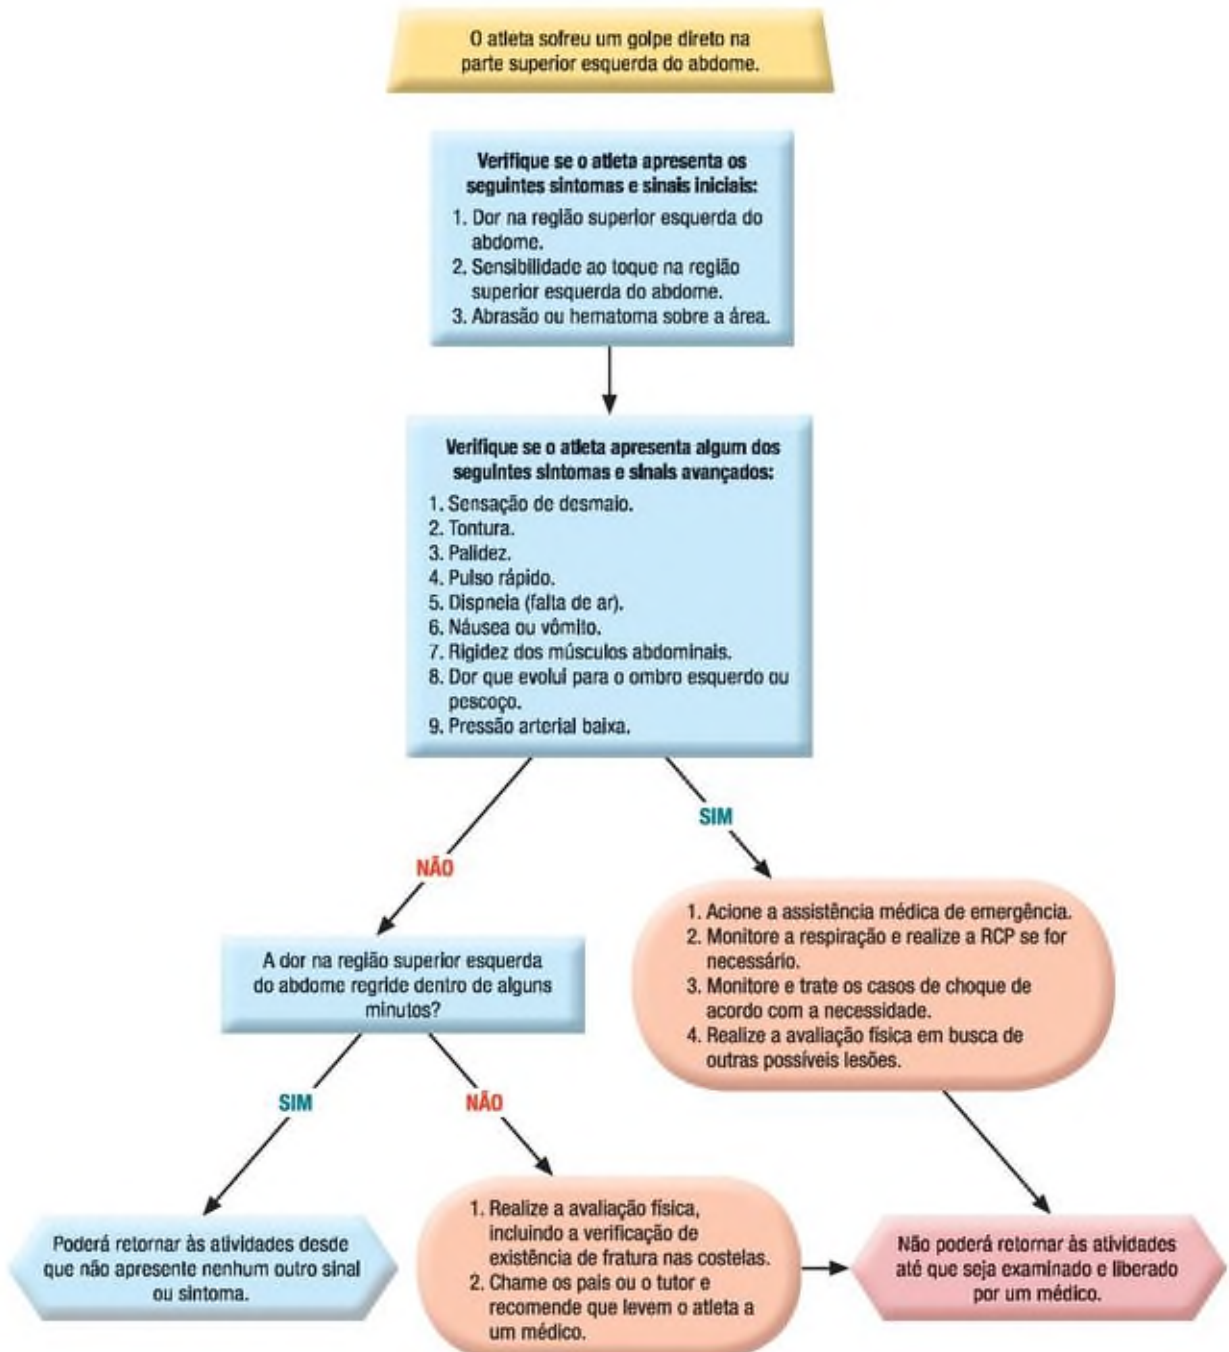 O atleta sofreu um golpe direto na
parte superior esquerda do abdome.
Verifique se o atleta apresenta os
seguintes sintomas e sinais iniciais:
1. Dor na região superior esquerda do
abdome.
2. Sensibilidade ao toque na região
superior esquerda do abdome.
3. Abrasão ou hematoma sobre a área.
Verifique se o atleta apresenta algum dos
seguintes sintomas e sinais avançados:
1. Sensação de desmaio.
2. Tontura.
3. Palidez.
4. Pulso rápido.
5. Dispneia (falta de ar).
6. Náusea ou vômito.
7. Rigidez dos músculos abdominais.
8. Dor que evolui para o ombro esquerdo ou
pescoço.
9. Pressão arterial baixa.
SIM
NÃO
1. Acione a assistência médica de emergência.
2. Monitore a respiração e realize a RCP se for
necessário.
3. Monitore e trate os casos de choque de
acordo com a necessidade.
4. Realize a avaliação física em busca de
outras possíveis lesões.
A dor na região superior esquerda
do abdome regride dentro de alguns
minutos?
SIM
NÃO
Poderá retornar às atividades desde
que não apresente nenhum outro sinal
ou sintoma.
1. Realize a avaliação física,
incluindo a verificação de
existência de fratura nas costelas.
2. Chame os pais ou o tutor e
recomende que levem o atleta a
um médico.
Não poderá retornar às atividades
até que seja examinado e liberado
por um médico.